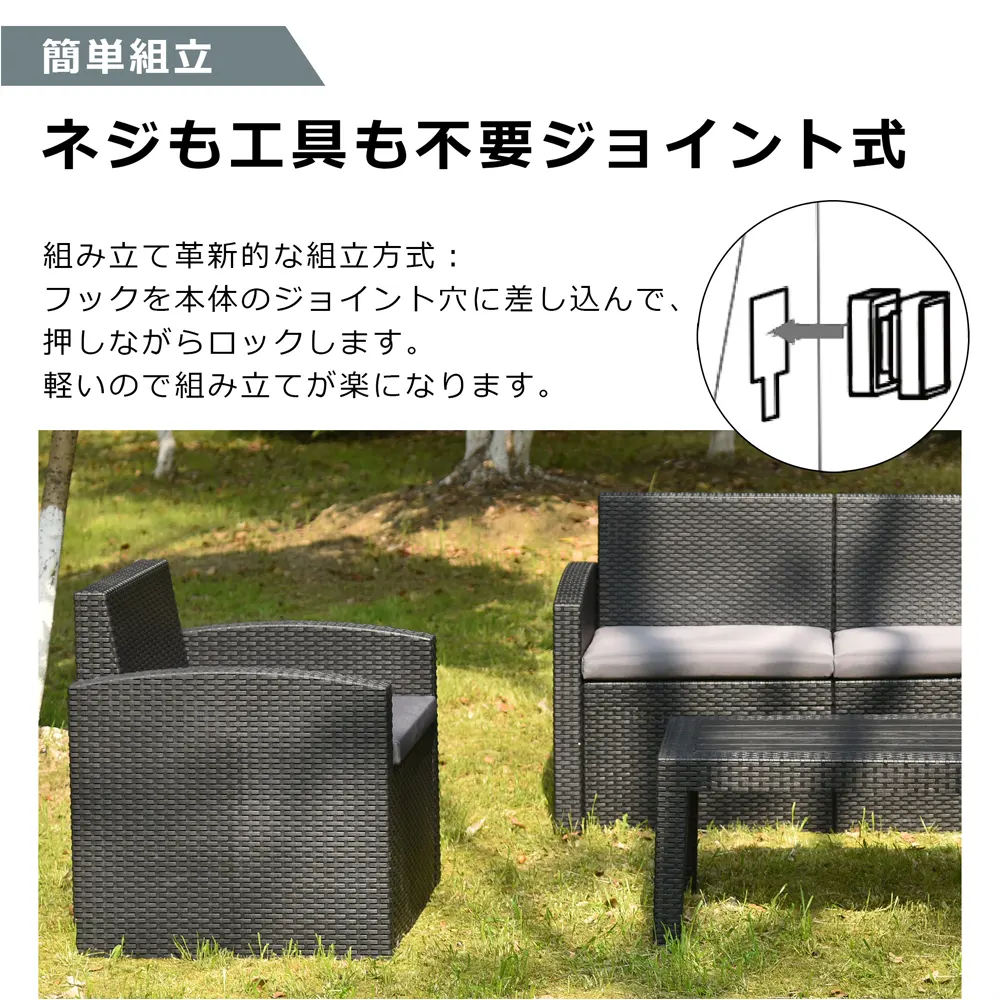 簡単組立
ネジも工具も不要ジョイント式
組み立て革新的な組立方式：
フックを本体のジョイント穴に差し込んで、
押しながらロックします。
軽いので組み立てが楽になります。